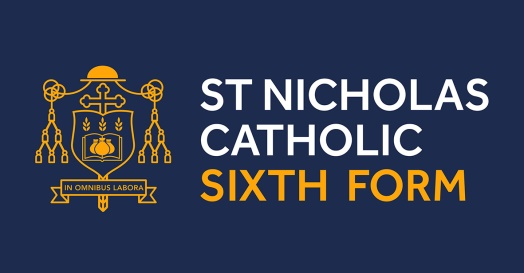 IN OMNIBUS LABORA
ST NICHOLAS
CATHOLIC
SIXTH FORM